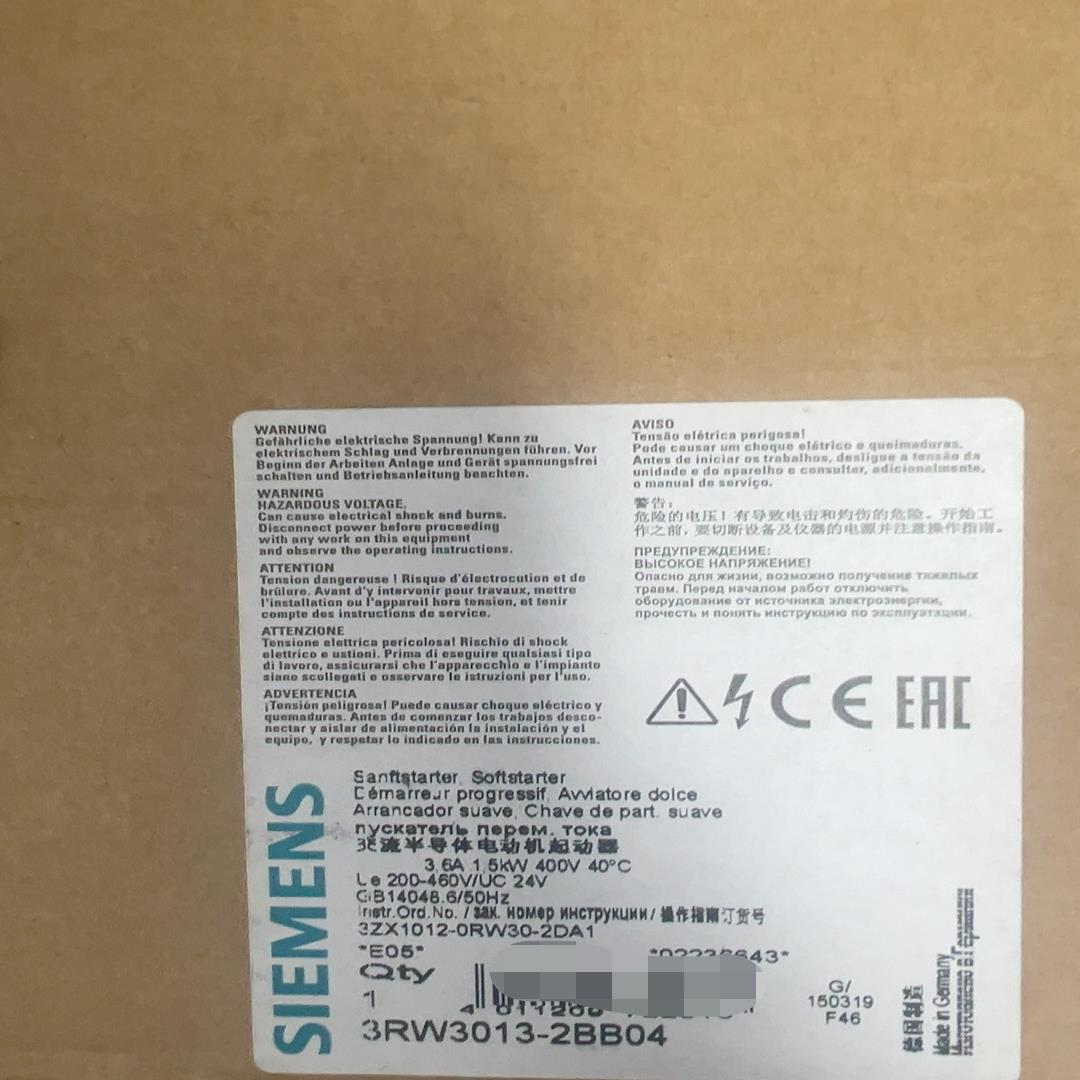 WARNUNG
Gefährliche elektrische Spannung! Kann zu
elektrischem Schlag und Verbrennungen führen. Vor
Beginn der Arbeiten Anlage und Gerät spannungsfrei
schalten und Betriebsanleitung beachten.
WARNING
HAZARDOUS VOLTAGE.
Can cause electrical shock and burns.
Disconnect power before proceeding
with any work on this equipment
and observe the operating instructions.
ATTENTION
Tension dangereuse ! Risque d'électrocution et de
brûlure. Avant d'y intervenir pour travaux, mettre
l'installation ou l'appareil hors tension, et tenir
compte des instructions de service.
ATTENZIONE
Tensione elettrica pericolosa! Rischio di shock
elettrico e ustioni. Prima di eseguire qualsiasi tipo
di lavoro, assicurarsi che l'apparecchio e l'impianto
siano scollegati e osservare le istruzioni per l'uso.
ADVERTENCIA
¡Tensión peligrosa! Puede causar choque eléctrico y
quemaduras. Antes de comenzar los trabajos desco-
nectar y aislar de alimentación la instalación y el
equipo, y respetar lo indicado en las instrucciones.
AVISO
Tensão elétrica perigosa!
Pode causar um choque elétrico e queimaduras.
Antes de iniciar os trabalhos, desligue a tensão da
unidade e do aparelho e consultar, adicionalmente,
o manual de serviço.
警告:
危险的电压!有导致电击和灼伤的危险。开始工
作之前,要切断设备及仪器的电源并注意操作指南。
ПРЕДУПРЕЖДЕНИЕ:
ВЫСОКОЕ НАПРЯЖЕНИЕ!
Опасно для жизни, возможно получение тяжелых
травм. Перед началом работ отключить
оборудование от источника электроэнергии,
прочесть и понять инструкцию по эксплуатации.
CE EAC
SIEMENS
Sanftstarter, Softstarter
Démarreur progressif, Avviatore dolce
Arrancador suave, Chave de part. suave
пускатель перем. тока
交流半导体电动机起动器
3,6A 1,5kW 400V 40°C
Ue 200-460V/UC 24V
GB14048.6/50Hz
Instr.Ord.No. / зак. номер инструкции / 操作指南订货号
3ZX1012-0RW30-2DA1
*E05*
Qty
1
3RW3013-2BB04
G/
150319
F46
德国制造
Made in Germany